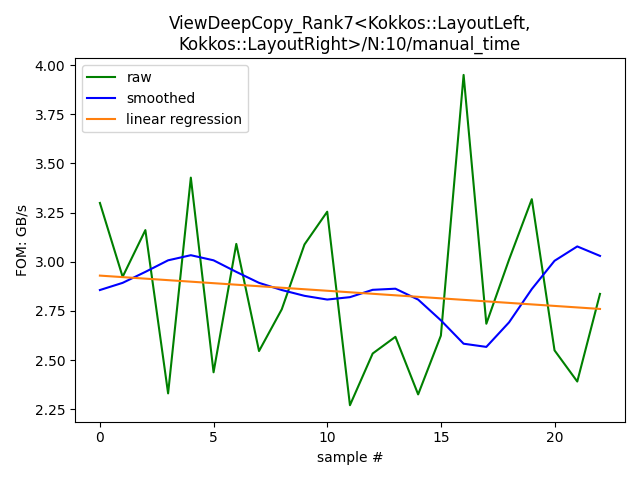 ViewDeepCopy_Rank7<Kokkos::LayoutLeft,
Kokkos::LayoutRight>/N:10/manual_time
raw
smoothed
linear regression
FOM: GB/s
4.00
3.75
3.50
3.25
3.00
2.75
2.50
2.25
0
5
10
15
20
sample #